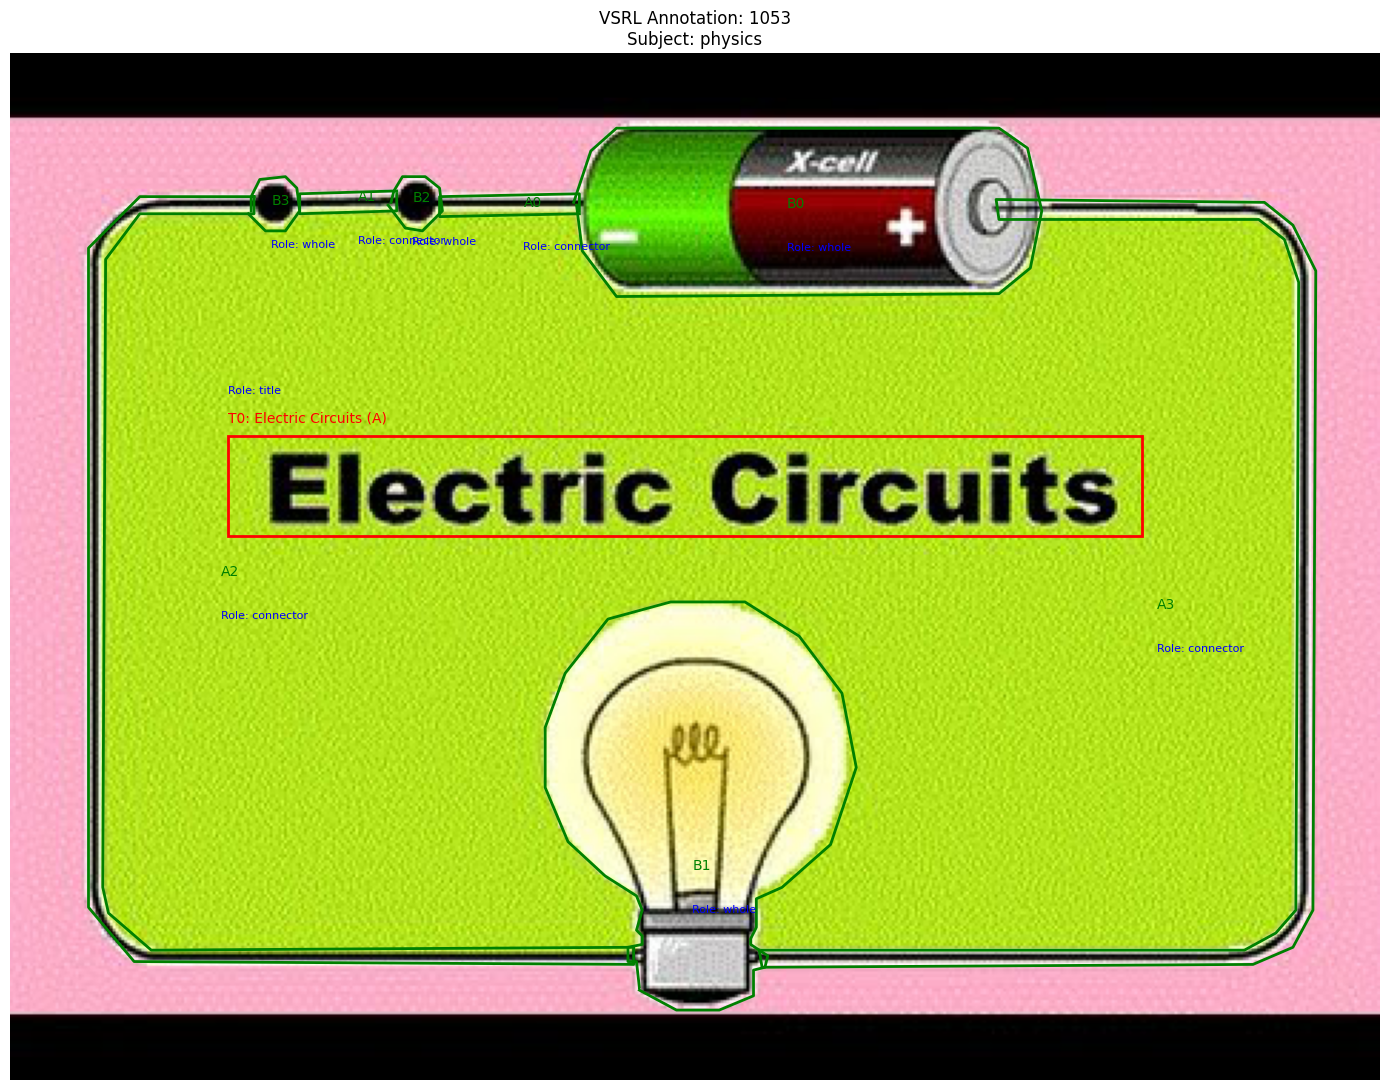 VSRL Annotation: 1053
Subject: physics
X-cell
B3
A1
B2
A0
B0
Role: whole
Role: connector
Role: whole
Role: connector
Role: whole
Role: title
T0: Electric Circuits (A)
Electric Circuits
A2
Role: connector
A3
Role: connector
B1
Role: whole